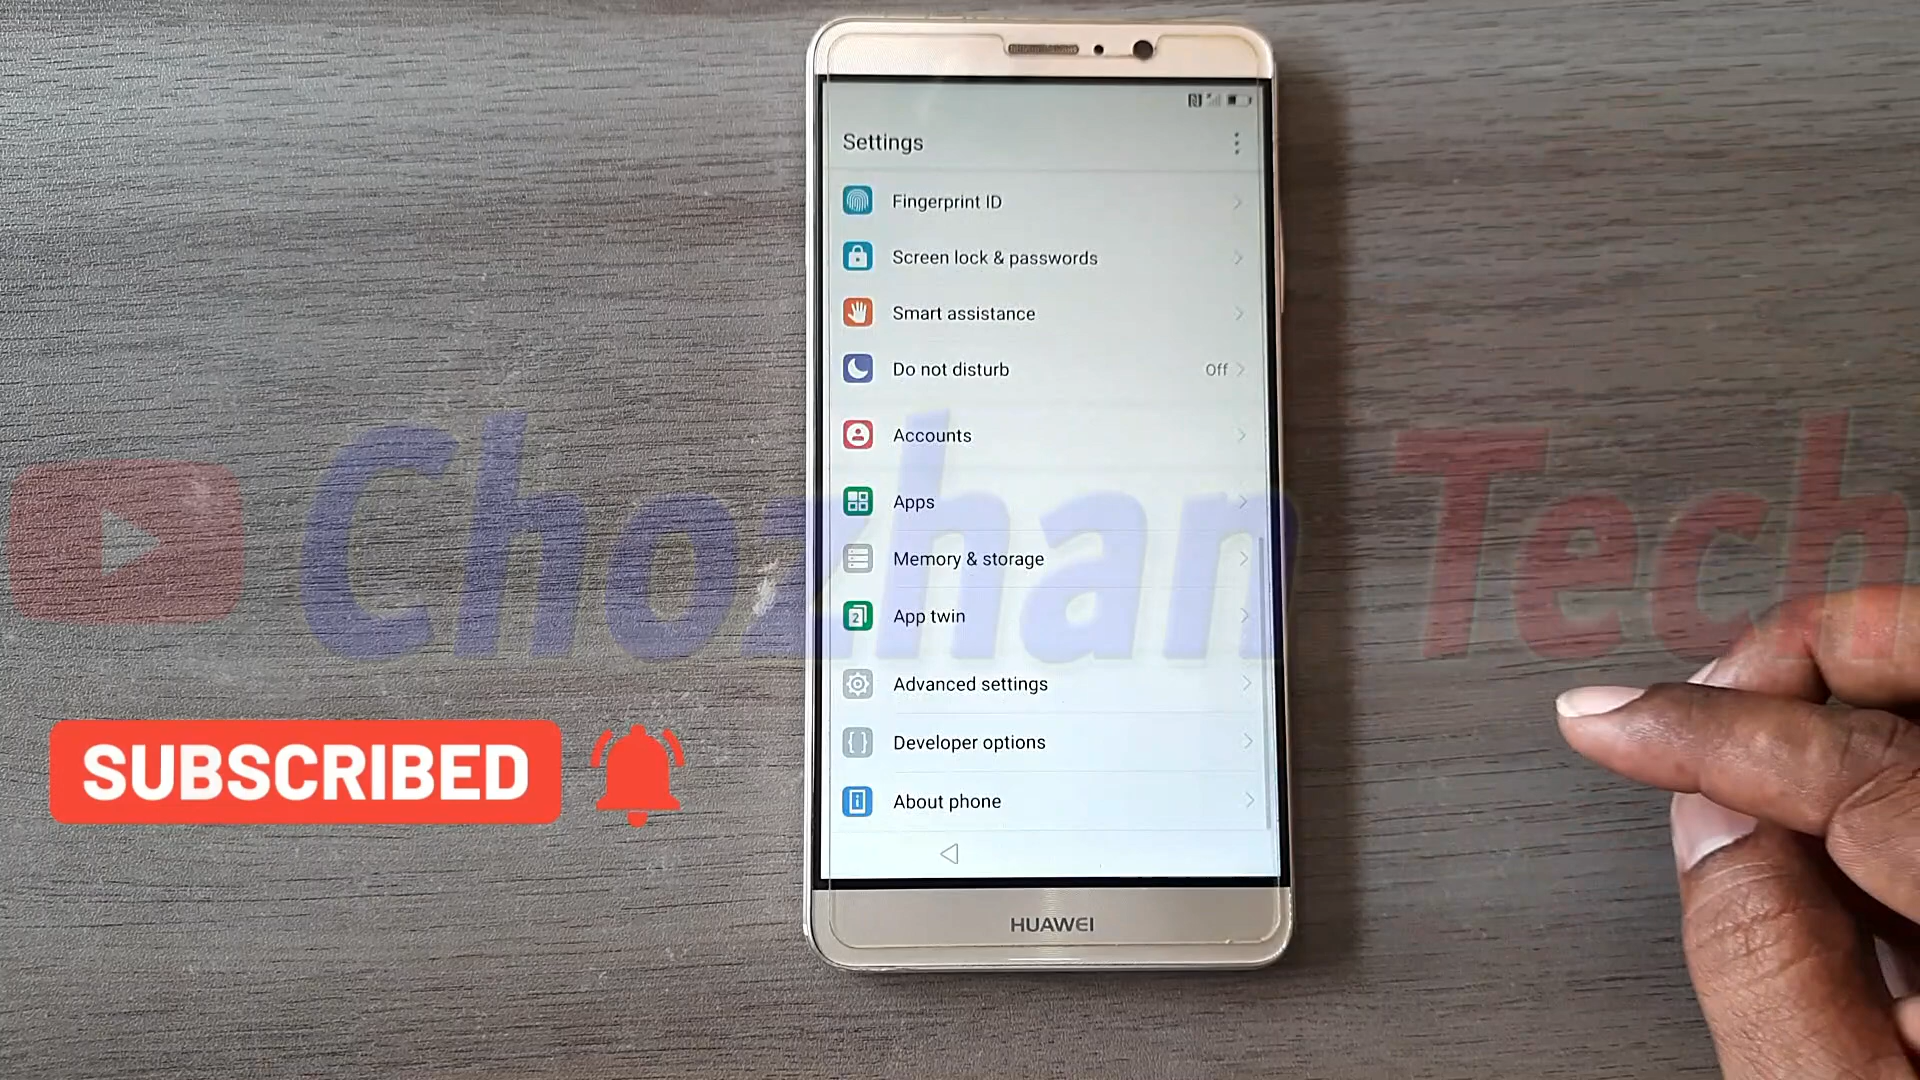 Settings
Fingerprint ID
Screen lock & passwords
Smart assistance
Do not disturb Off
Accounts
Apps
Memory & storage
App twin
Advanced settings
Developer options
About phone
HUAWEI
Chozhan Tech
SUBSCRIBED